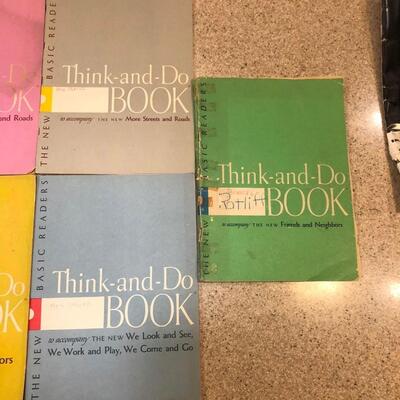 -Do
OK
and Roads
THE NEW BASIC READERS
Think-and-Do
BOOK
to accompany THE NEW More Streets and Roads
THE NEW BASIC READERS
Think-and-Do
BOOK
to accompany THE NEW Friends and Neighbors
Do
OK
ors
THE NEW BASIC READERS
Think-and-Do
BOOK
to accompany THE NEW We Look and See,
We Work and Play, We Come and Go